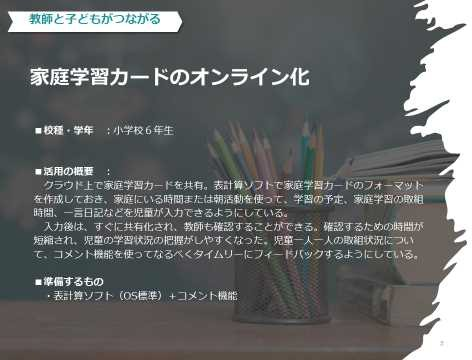 教師と子どもがつながる
家庭学習カードのオンライン化
■校種・学年　：小学校６年生
■活用の概要　：
　クラウド上で家庭学習カードを共有。表計算ソフトで家庭学習カードのフォーマット
を作成しておき、家庭にいる時間または朝活動を使って、学習の予定、家庭学習の取組
時間、一言日記などを児童が入力できるようにしている。
　入力後は、すぐに共有化され、教師も確認することができる。確認するための時間が
短縮され、児童の学習状況の把握がしやすくなった。児童一人一人の取組状況につい
て、コメント機能を使ってなるべくタイムリーにフィードバックするようにしている。
■準備するもの
・表計算ソフト（OS標準）＋コメント機能
2